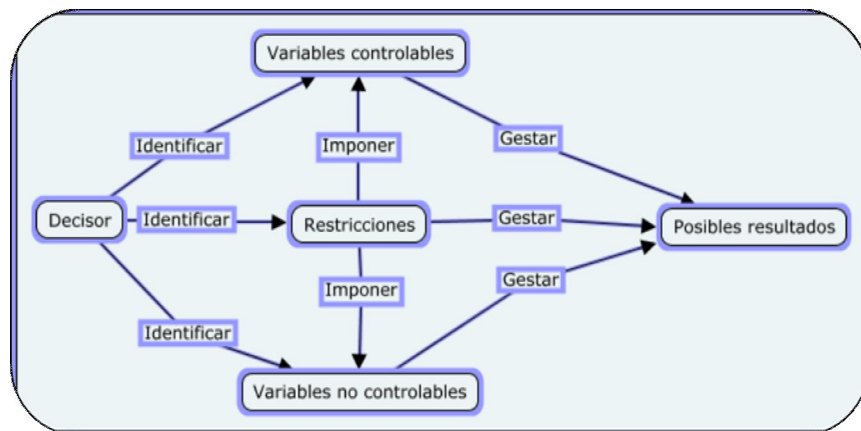 Variables controlables
Identificar
Imponer
Gestar
Decisor
Identificar
Restricciones
Gestar
Posibles resultados
Imponer
Gestar
Identificar
Variables no controlables